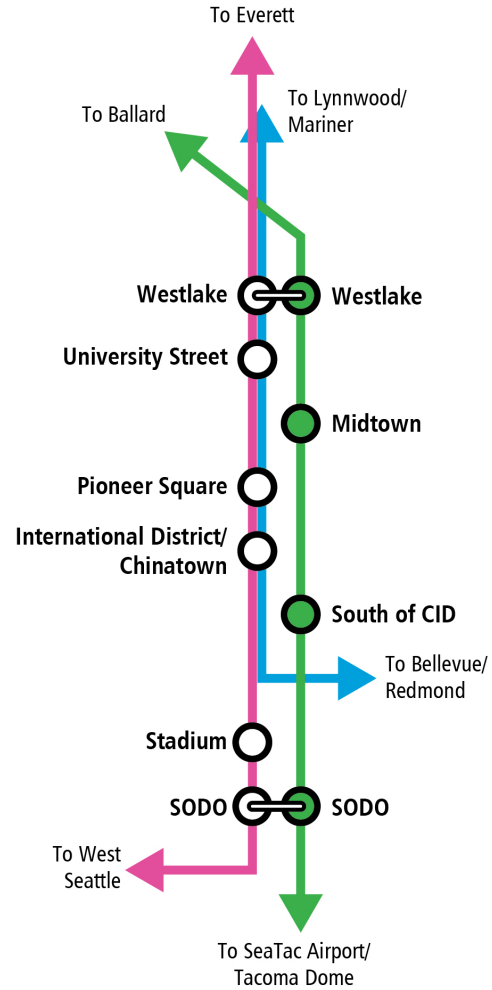 To Everett
To Lynnwood/
Mariner
To Ballard
Westlake
Westlake
University Street
Midtown
Pioneer Square
International District/
Chinatown
South of CID
To Bellevue/
Redmond
Stadium
SODO
SODO
To West
Seattle
To SeaTac Airport/
Tacoma Dome